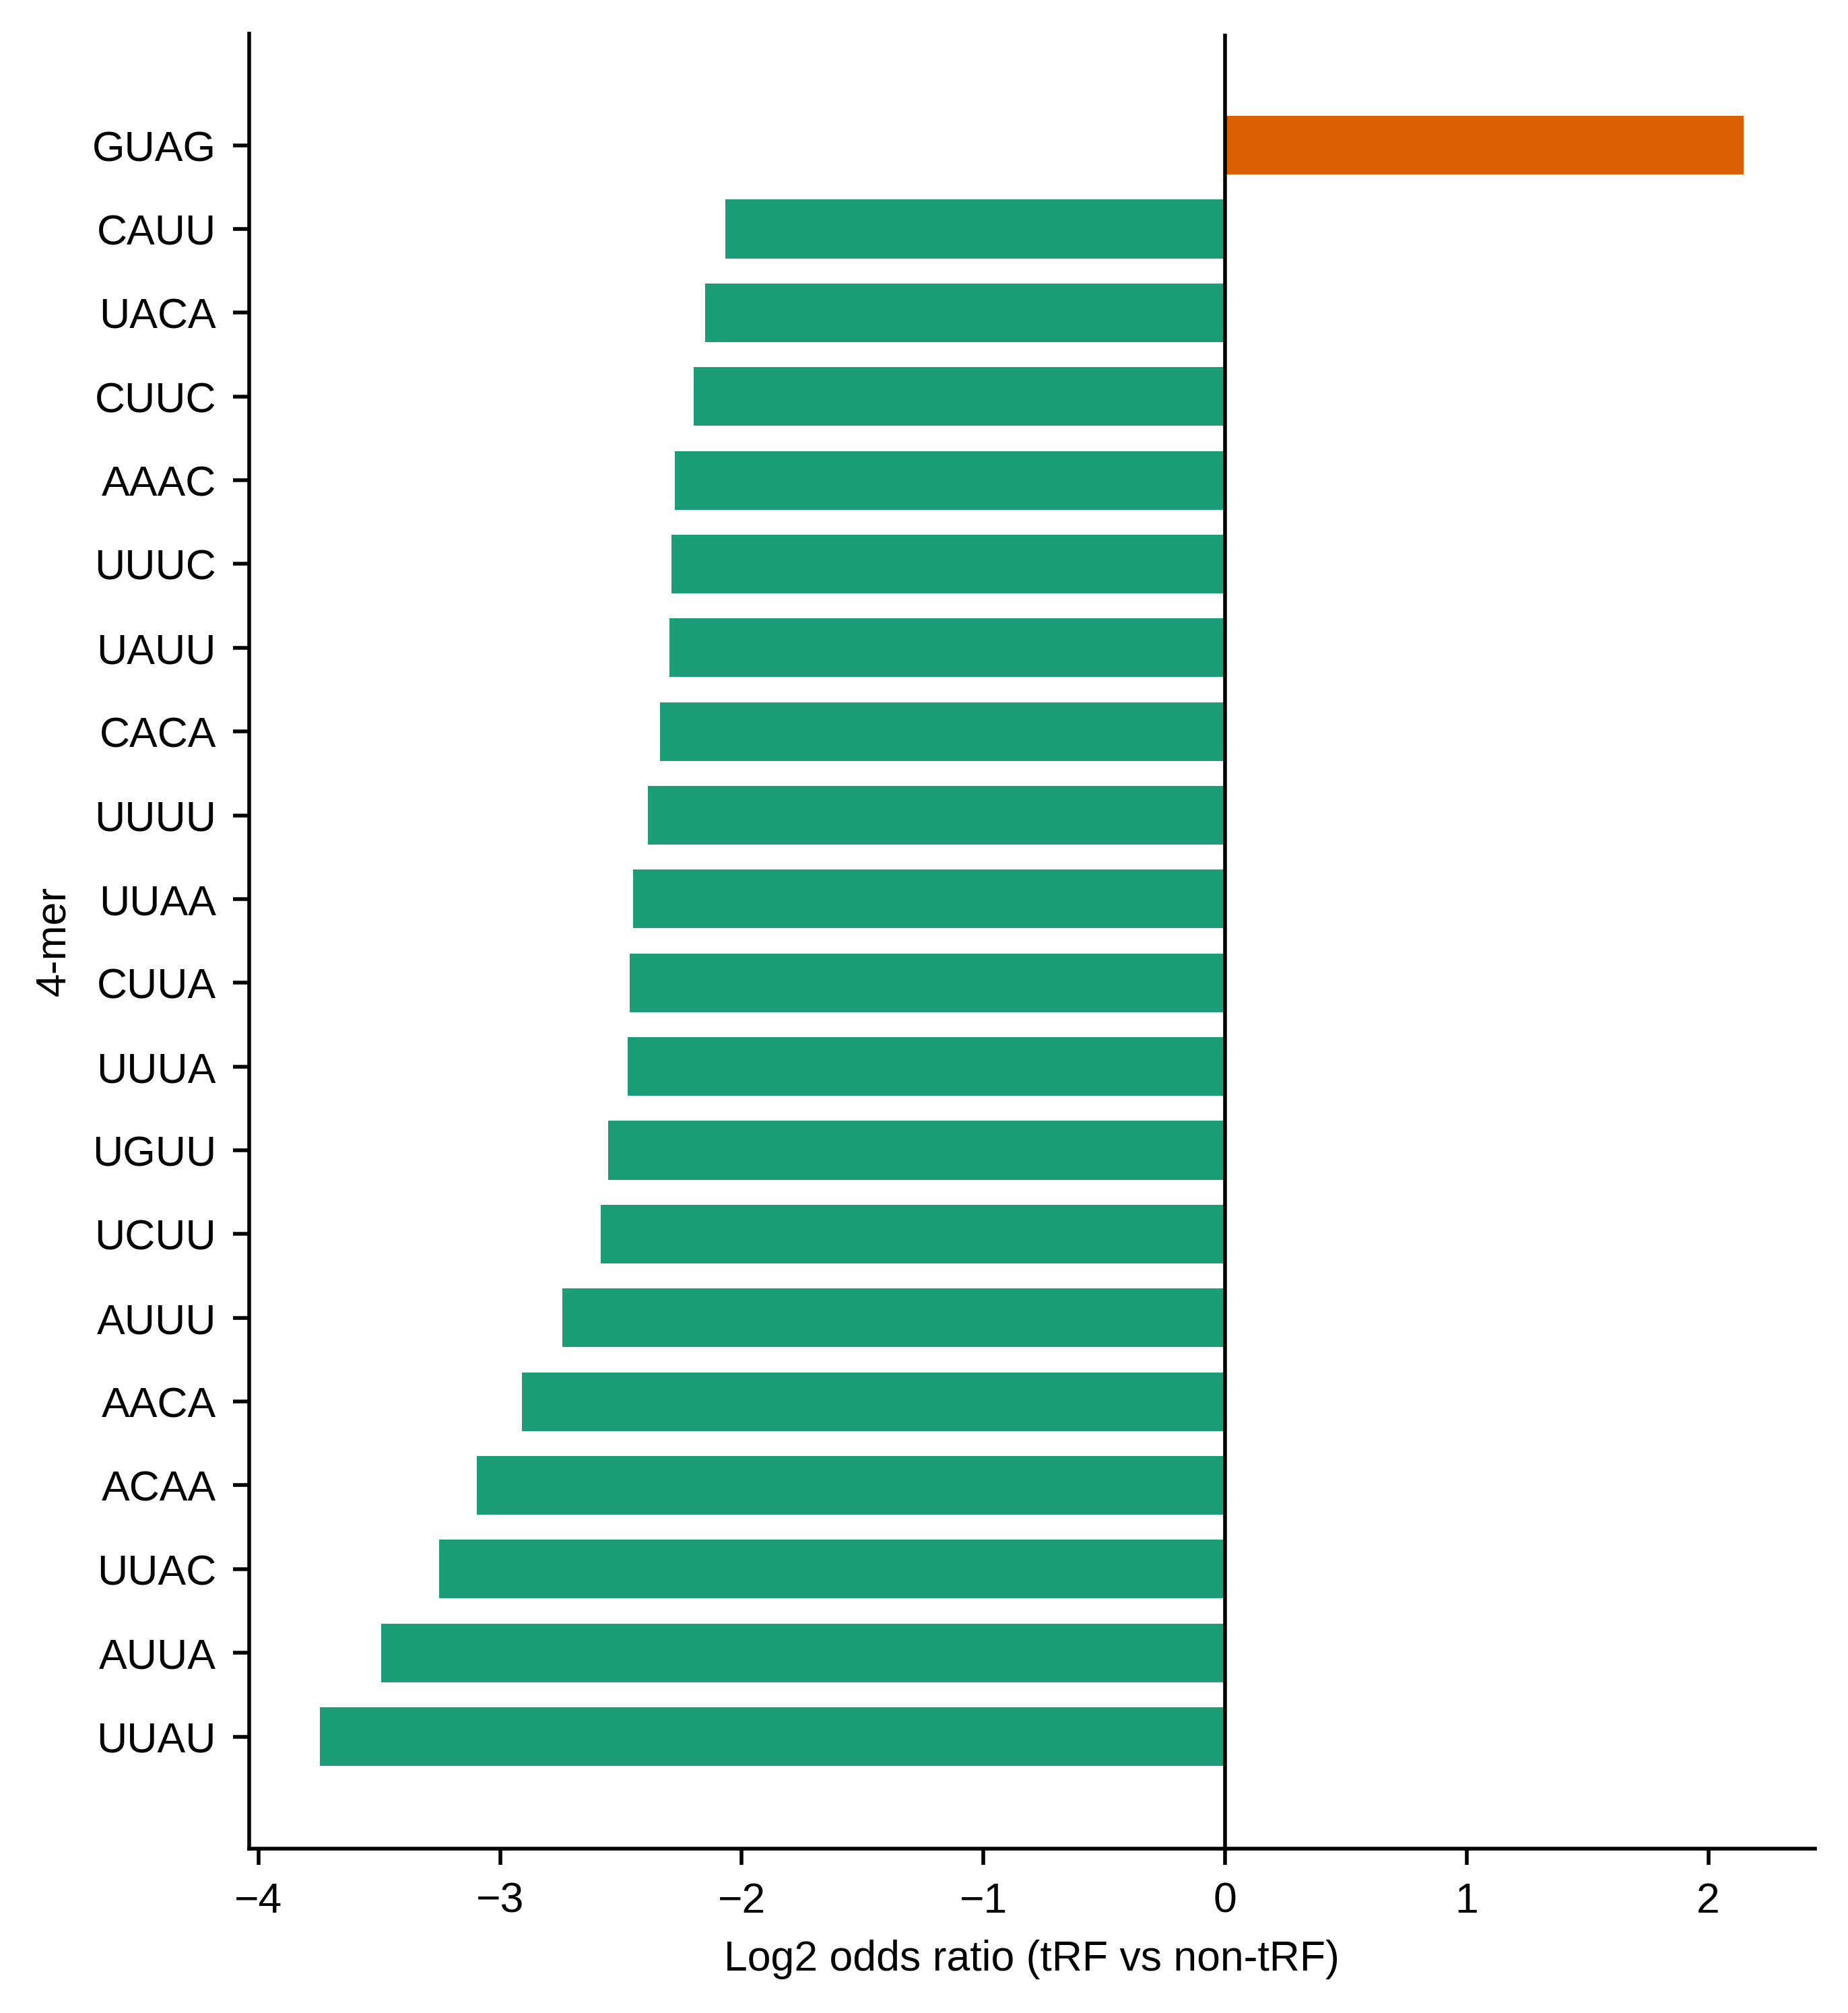 GUAG
CAUU
UACA
CUUC
AAAC
UUUC
UAUU
CACA
UUUU
UUAA
CUUA
UUUA
UGUU
UCUU
AUUU
AACA
ACAA
UUAC
AUUA
UUAU
4-mer
−4 −3 −2 −1 0 1 2
Log2 odds ratio (tRF vs non-tRF)